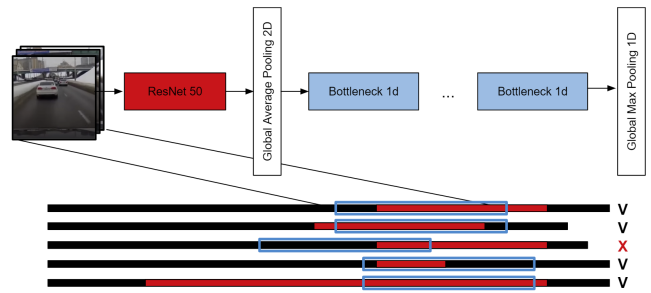 ResNet 50
Global Average Pooling 2D
Bottleneck 1d
...
Bottleneck 1d
Global Max Pooling 1D
V
V
X
V
V